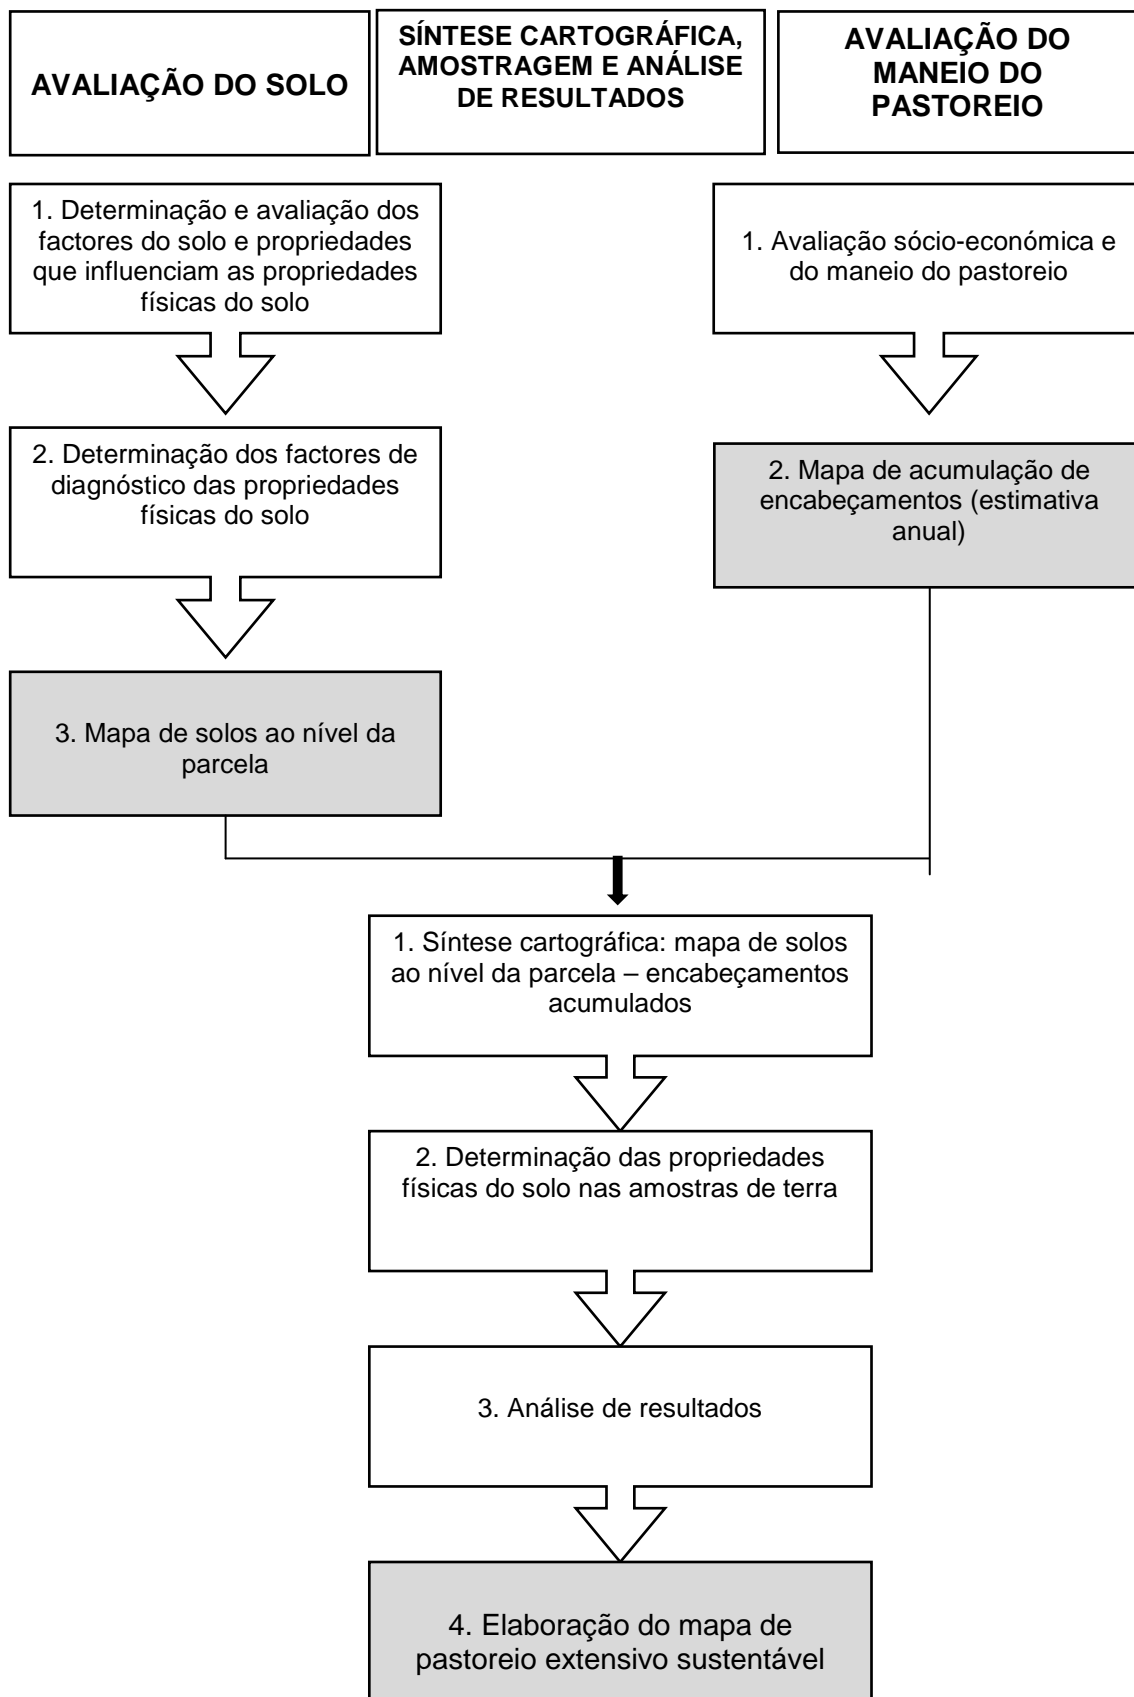 AVALIAÇÃO DO SOLO
SÍNTESE CARTOGRÁFICA,
AMOSTRAGEM E ANÁLISE
DE RESULTADOS
AVALIAÇÃO DO
MANEIO DO
PASTOREIO
1. Determinação e avaliação dos
factores do solo e propriedades
que influenciam as propriedades
físicas do solo
2. Determinação dos factores de
diagnóstico das propriedades
físicas do solo
3. Mapa de solos ao nível da
parcela
1. Avaliação sócio-económica e
do maneio do pastoreio
2. Mapa de acumulação de
encabeçamentos (estimativa
anual)
1. Síntese cartográfica: mapa de solos
ao nível da parcela – encabeçamentos
acumulados
2. Determinação das propriedades
físicas do solo nas amostras de terra
3. Análise de resultados
4. Elaboração do mapa de
pastoreio extensivo sustentável